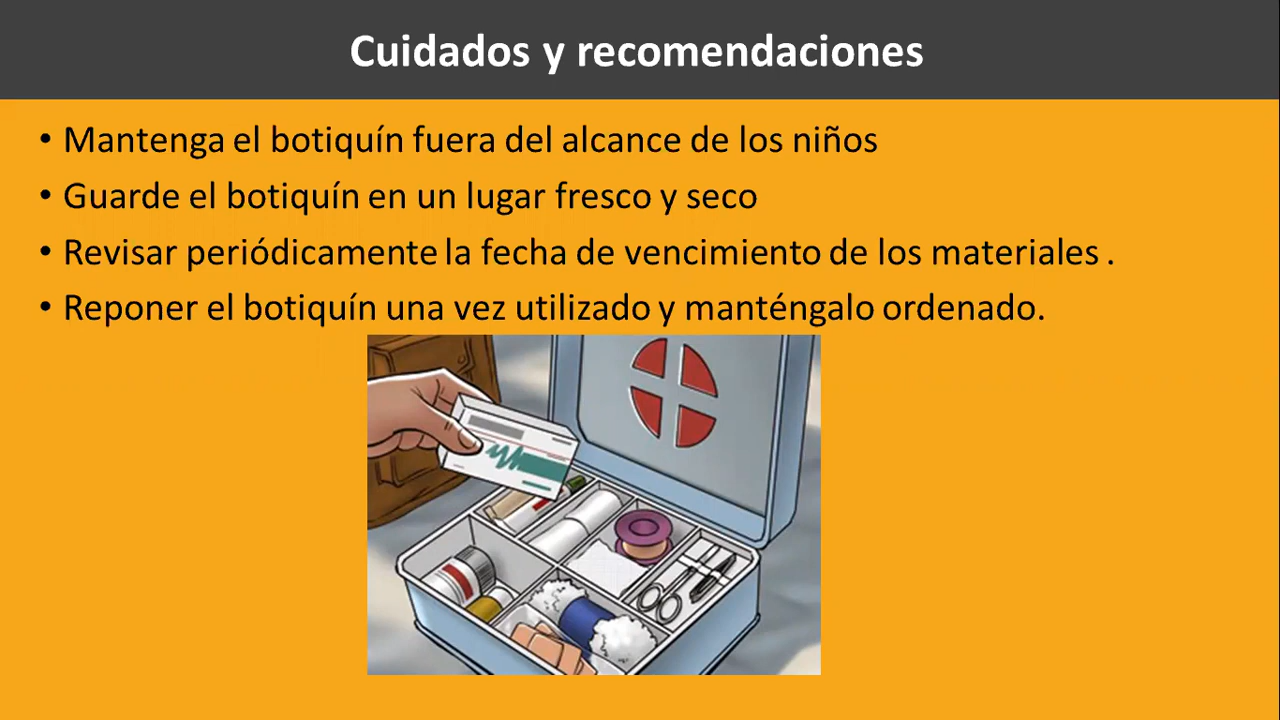 Cuidados y recomendaciones
• Mantenga el botiquín fuera del alcance de los niños
• Guarde el botiquín en un lugar fresco y seco
• Revisar periódicamente la fecha de vencimiento de los materiales .
• Reponer el botiquín una vez utilizado y manténgalo ordenado.